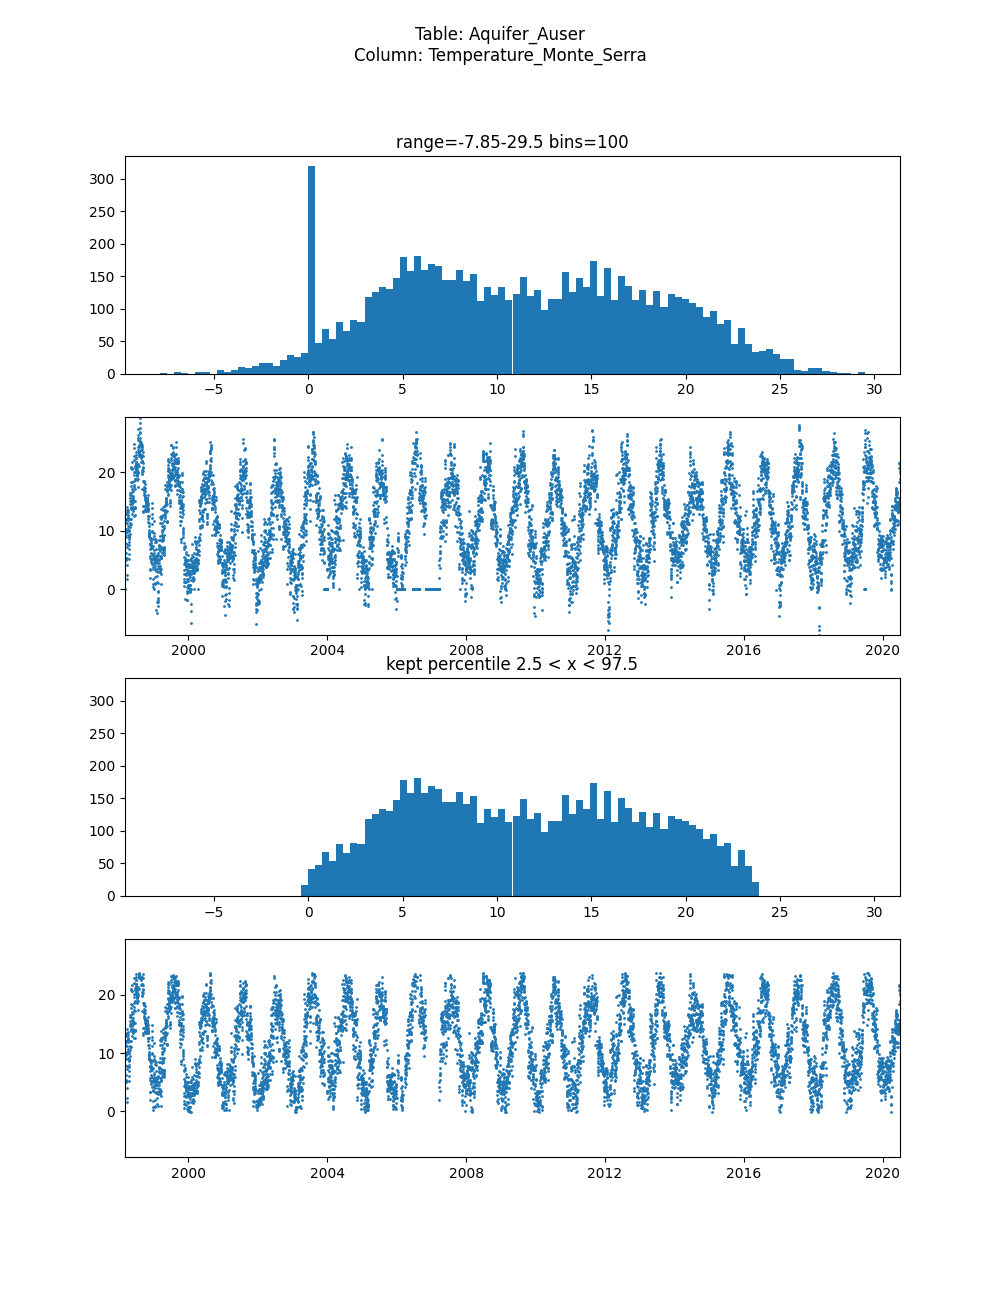 Table: Aquifer_Auser
Column: Temperature_Monte_Serra
range=-7.85-29.5 bins=100
300
250
200
150
100
50
0
−5 0 5 10 15 20 25 30
20
10
0
2000 2004 2008 2012 2016 2020
kept percentile 2.5 < x < 97.5
300
250
200
150
100
50
0
−5 0 5 10 15 20 25 30
20
10
0
2000 2004 2008 2012 2016 2020